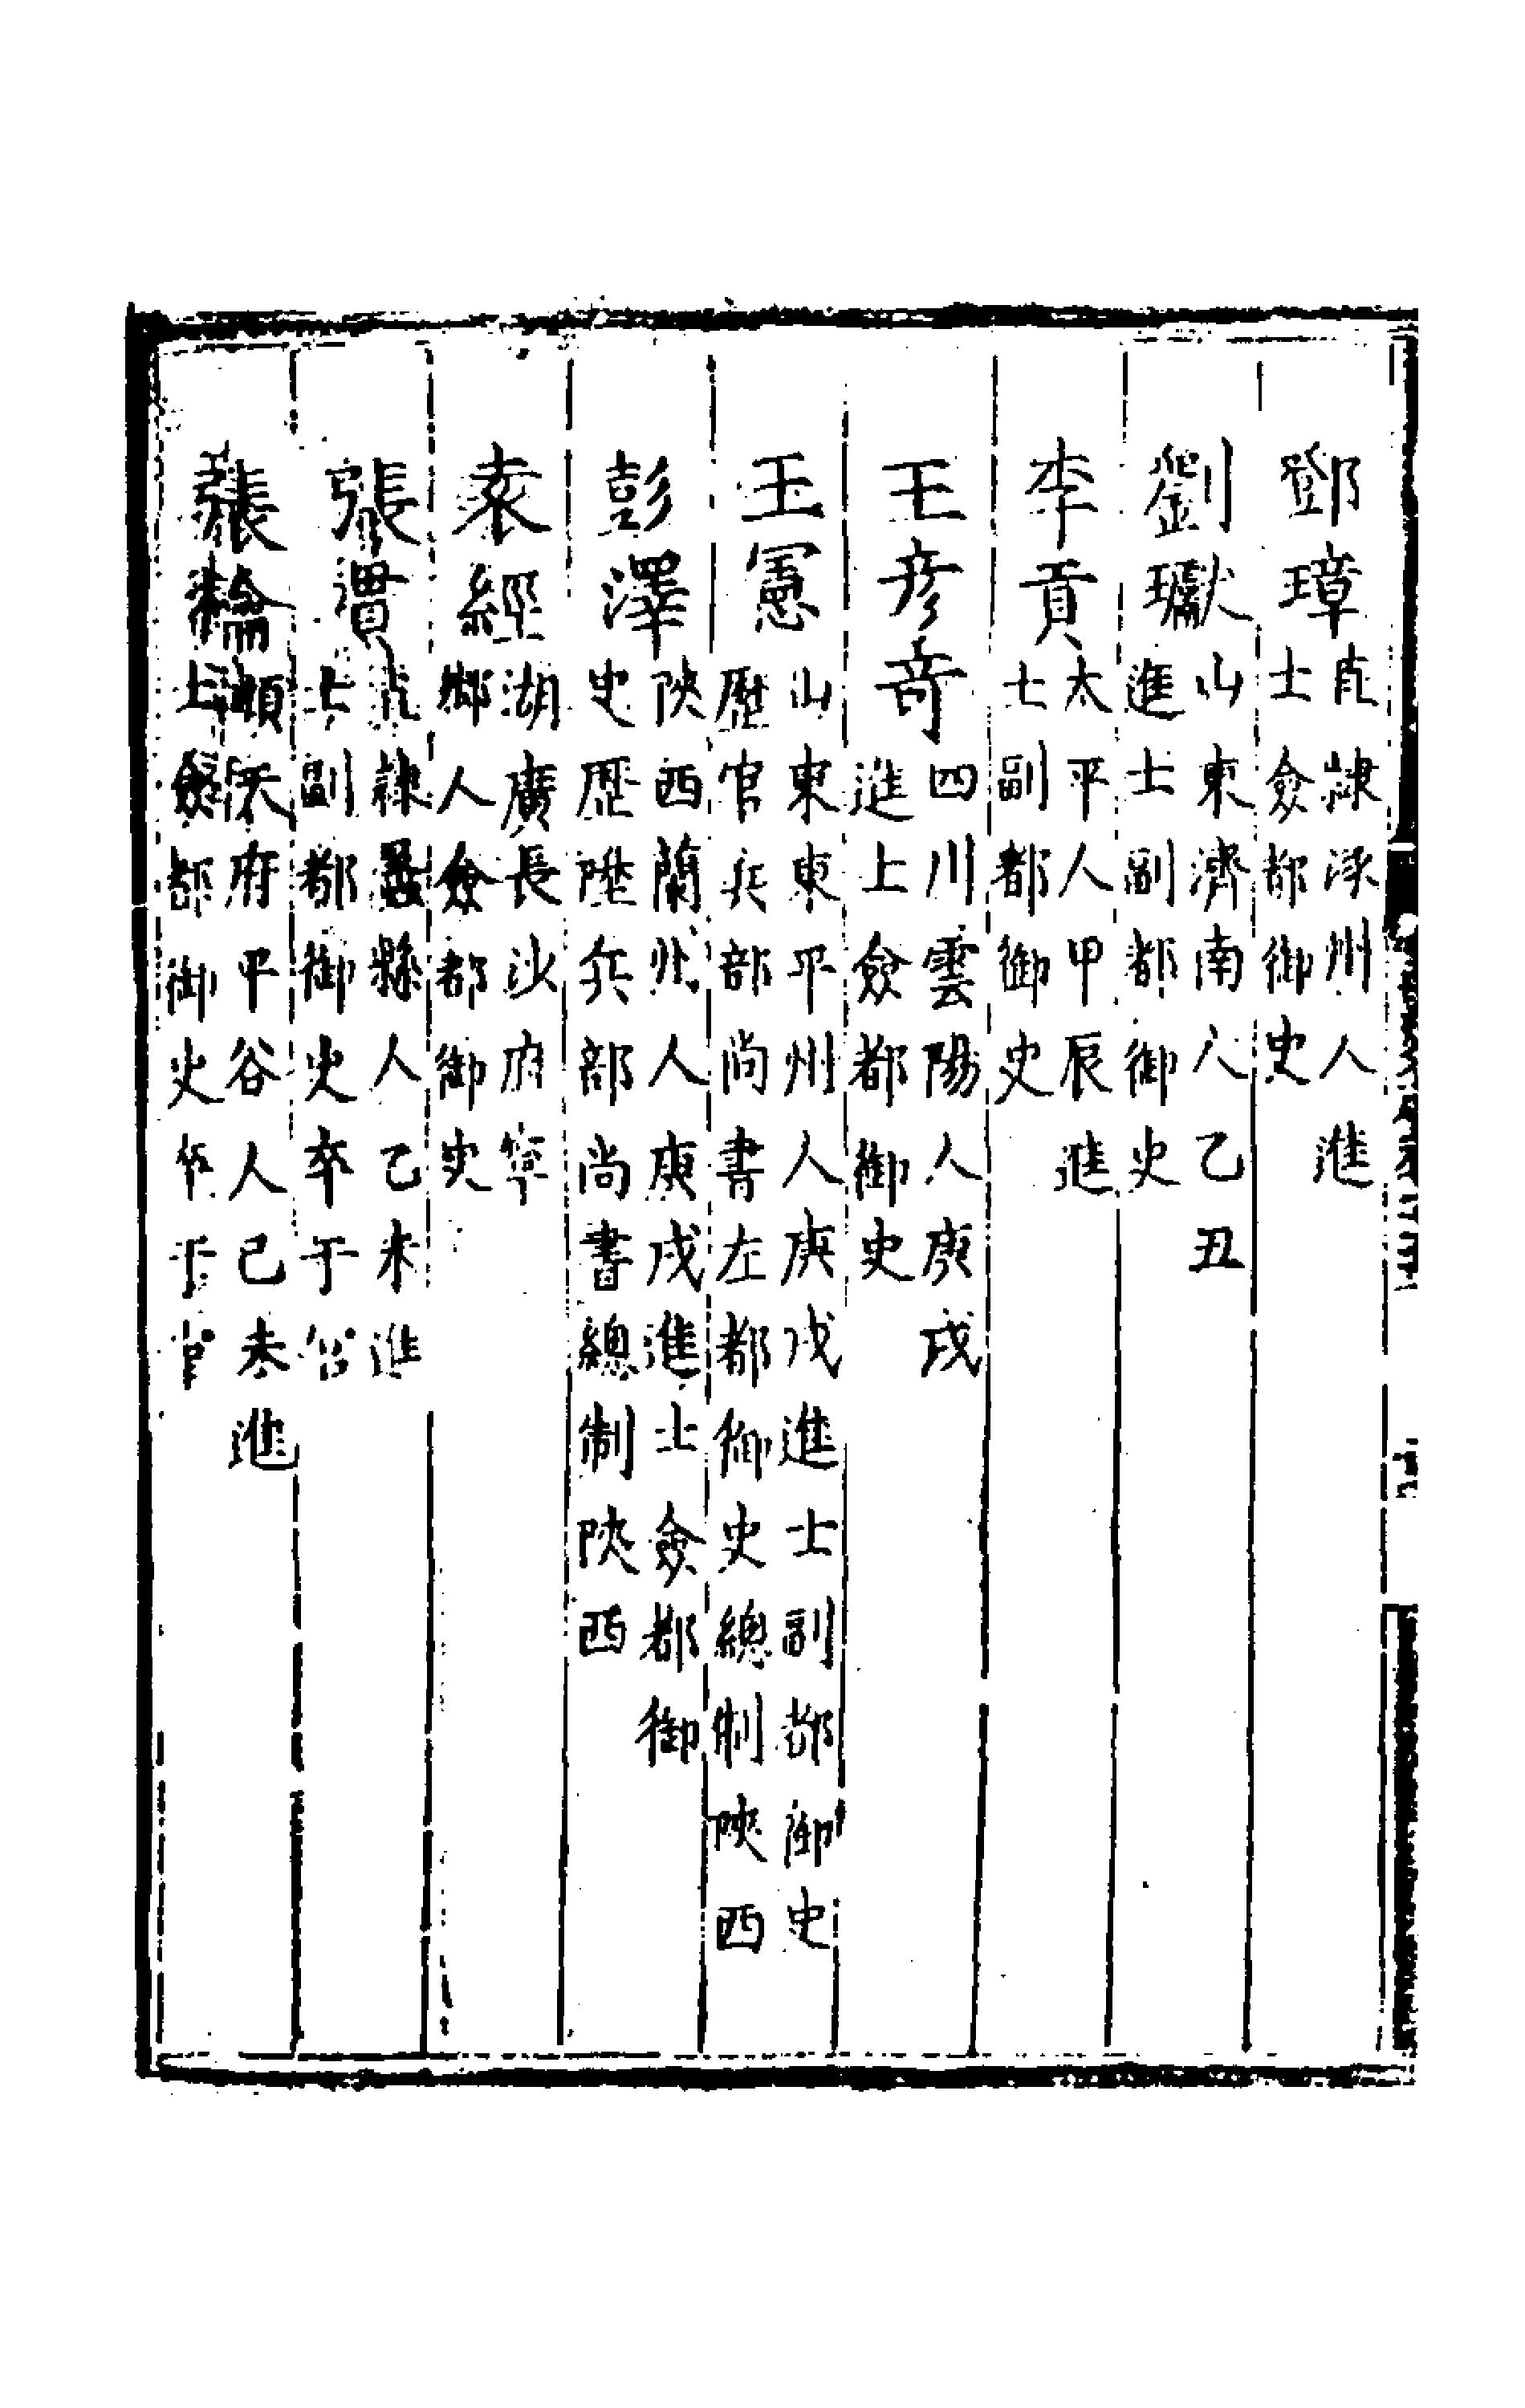 鄧璋直隸涿州人進
士僉都御史
劉瓛山東濟南人乙丑
進士副都御史
李貢太平人甲辰進
士副都御史
王彦奇四川雲陽人庚戌
進士僉都御史
王憲山東東平州人庚戌進士副都御史
歷官兵部尚書左都御史總制陝西
彭澤陝西蘭州人庚戌進士僉都御
史歷陞兵部尚書總制陝西
袁經湖廣長沙府寧
鄉人僉都御史
張貫直隸蠡縣人乙未進
士副都御史卒于官
張輪順天府平谷人己未進
士僉都御史卒于官